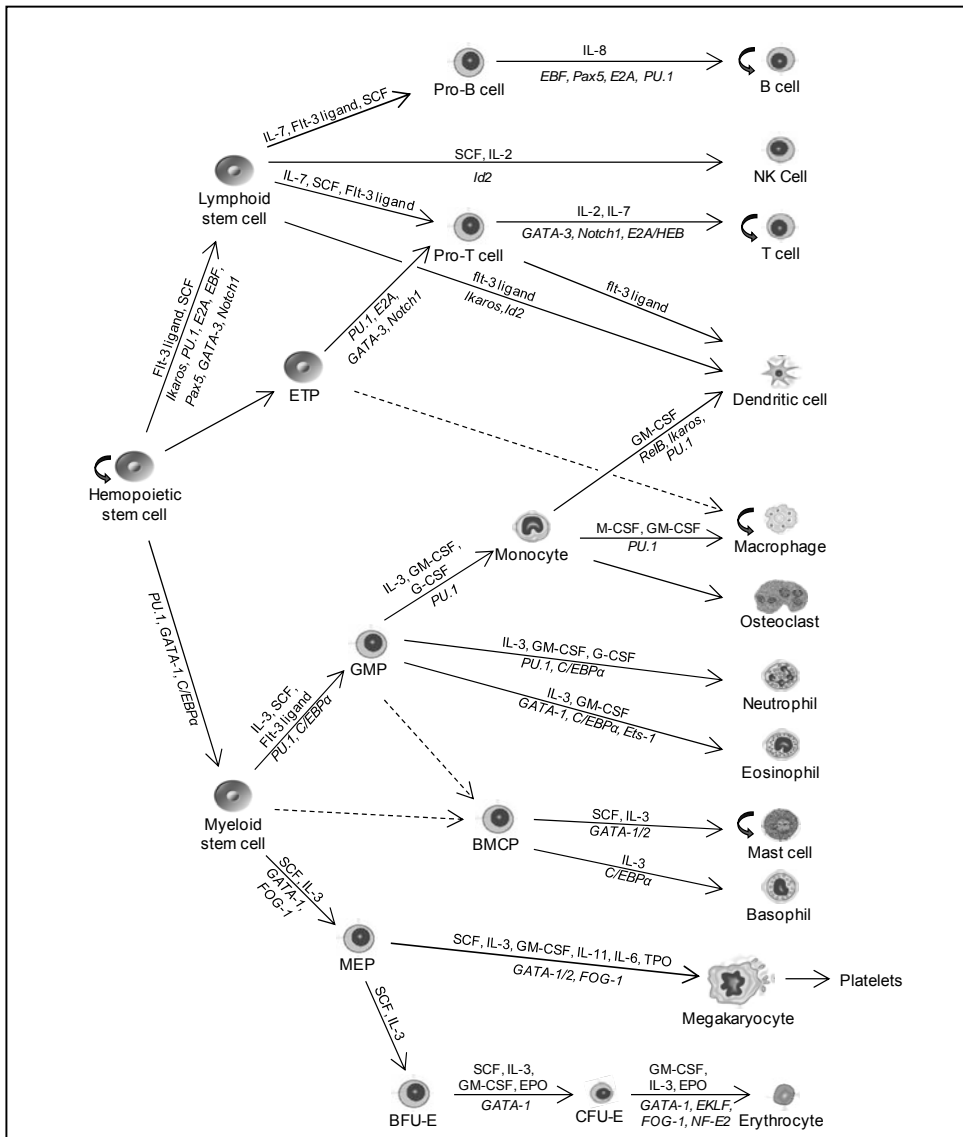 IL-8
EBF, Pax5, E2A, PU.1
Pro-B cell
B cell
IL-7, Flt-3 ligand, SCF
SCF, IL-2
Id2
NK Cell
Lymphoid
stem cell
IL-7, SCF, Flt-3 ligand
IL-2, IL-7
GATA-3, Notch1, E2A/HEB
Pro-T cell
T cell
flt-3 ligand
Ikaros,Id2
flt-3 ligand
Flt-3 ligand, SCF
Ikaros, PU.1, E2A, EBF,
Pax5, GATA-3, Notch1
PU.1, E2A,
GATA-3, Notch1
ETP
Dendritic cell
GM-CSF
RelB, Ikaros,
PU.1
Hemopoietic
stem cell
Monocyte
M-CSF, GM-CSF
PU.1
Macrophage
IL-3, GM-CSF,
G-CSF
PU.1
Osteoclast
PU.1, GATA-1, C/EBPα
GMP
IL-3, GM-CSF, G-CSF
PU.1, C/EBPα
Neutrophil
IL-3, SCF,
Flt-3 ligand
PU.1, C/EBPα
IL-3, GM-CSF
GATA-1, C/EBPα, Ets-1
Eosinophil
Myeloid
stem cell
BMCP
SCF, IL-3
GATA-1/2
Mast cell
IL-3
C/EBPα
Basophil
SCF, IL-3
GATA-1,
FOG-1
MEP
SCF, IL-3, GM-CSF, IL-11, IL-6, TPO
GATA-1/2, FOG-1
Megakaryocyte
Platelets
SCF, IL-3
BFU-E
SCF, IL-3,
GM-CSF, EPO
GATA-1
CFU-E
GM-CSF,
IL-3, EPO
GATA-1, EKLF,
FOG-1, NF-E2
Erythrocyte